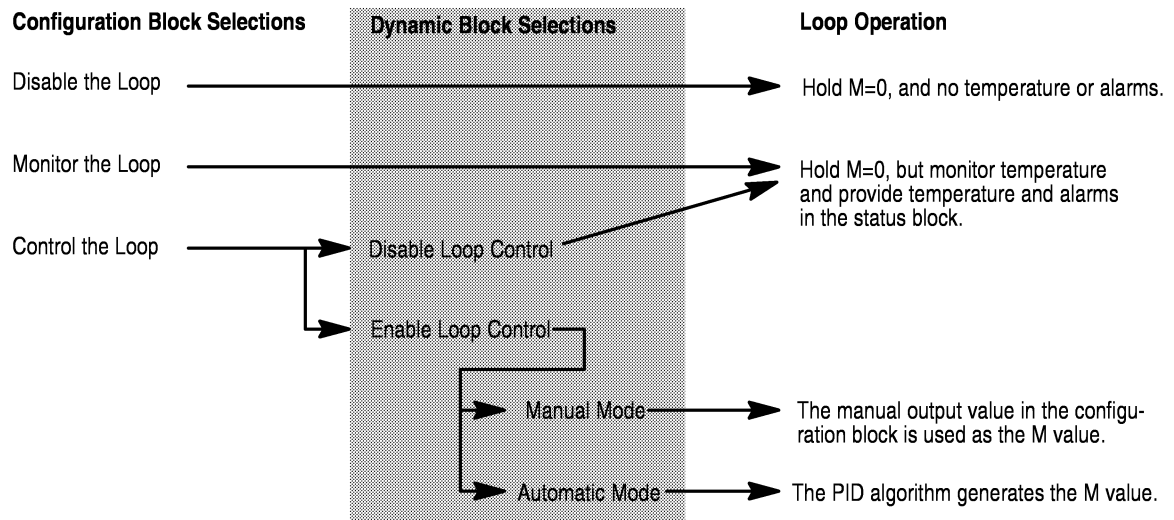 Configuration Block Selections
Dynamic Block Selections
Loop Operation
Disable the Loop
Hold M=0, and no temperature or alarms.
Monitor the Loop
Hold M=0, but monitor temperature
and provide temperature and alarms
in the status block.
Control the Loop
Disable Loop Control
Enable Loop Control
Manual Mode
The manual output value in the configu-
ration block is used as the M value.
Automatic Mode
The PID algorithm generates the M value.